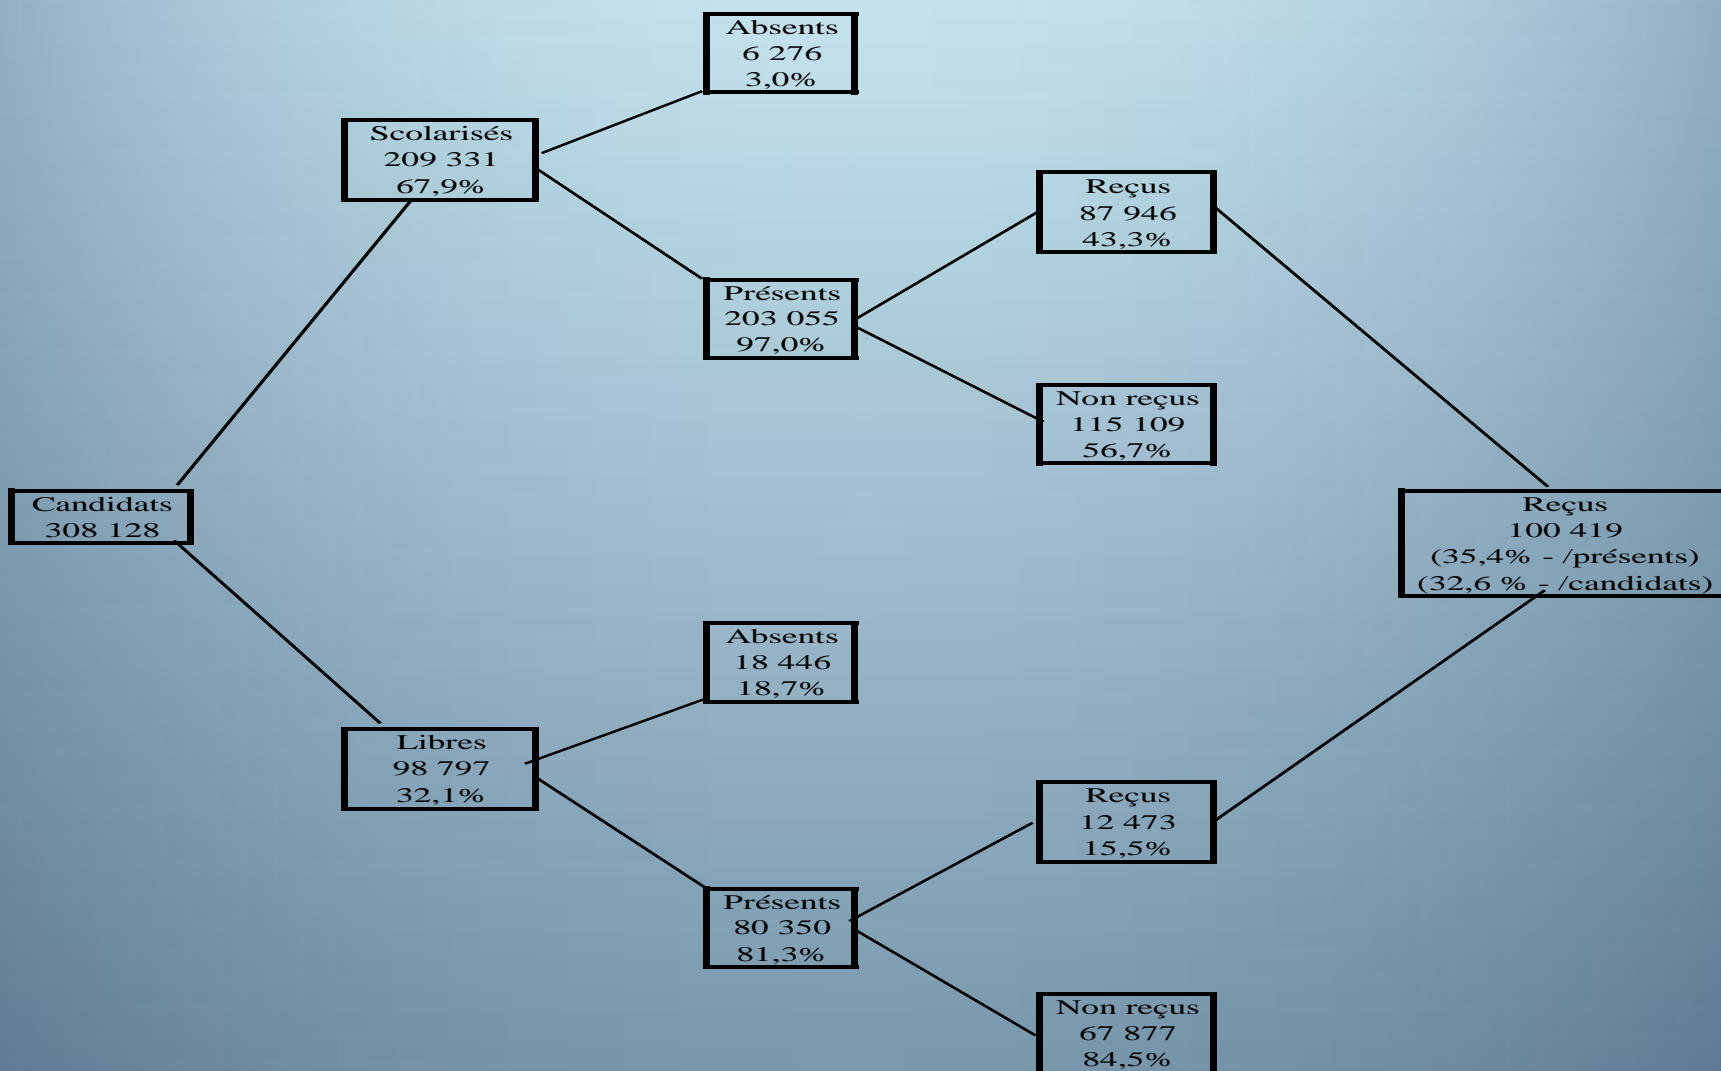 Absents
6 276
3,0%
Scolarisés
209 331
67,9%
Reçus
87 946
43,3%
Présents
203 055
97,0%
Non reçus
115 109
56,7%
Candidats
308 128
Reçus
100 419
(35,4% - /présents)
(32,6 % - /candidats)
Absents
18 446
18,7%
Libres
98 797
32,1%
Reçus
12 473
15,5%
Présents
80 350
81,3%
Non reçus
67 877
84,5%